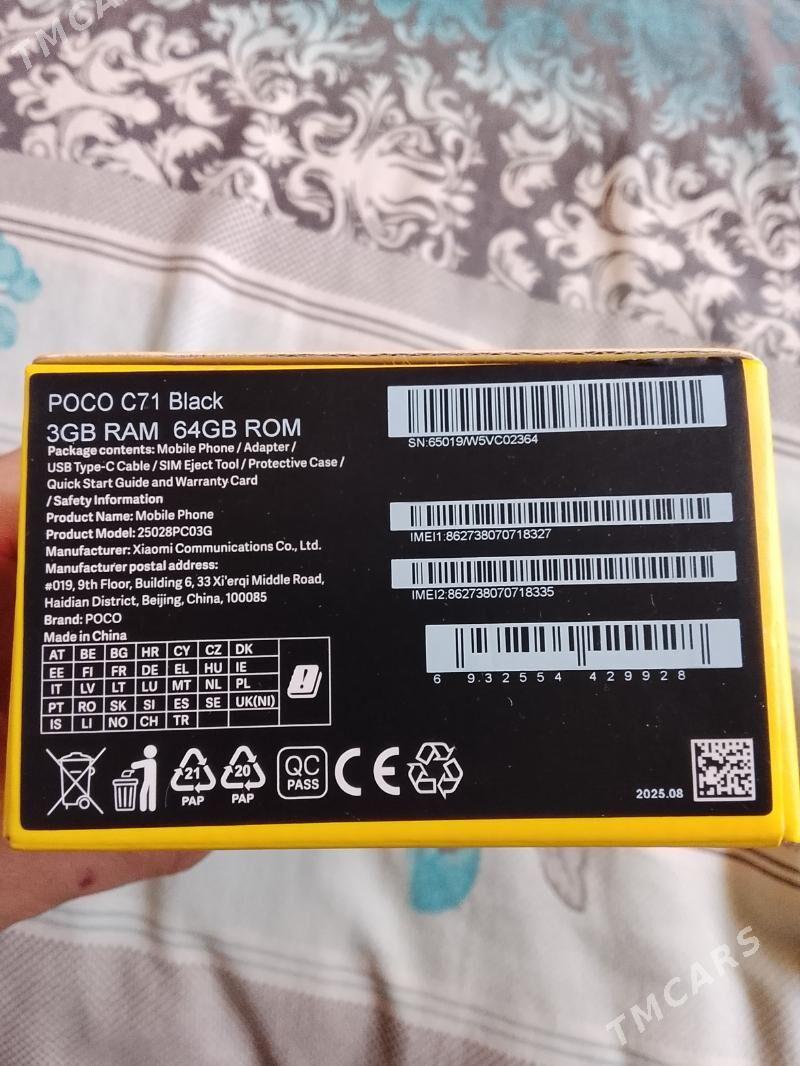 TMCARS
POCO C71 Black
3GB RAM 64GB ROM
Package contents: Mobile Phone / Adapter /
USB Type-C Cable / SIM Eject Tool / Protective Case /
Quick Start Guide and Warranty Card
/ Safety Information
Product Name: Mobile Phone
Product Model: 25028PC03G
Manufacturer: Xiaomi Communications Co., Ltd.
Manufacturer postal address:
#019, 9th Floor, Building 6, 33 Xi'erqi Middle Road,
Haidian District, Beijing, China, 100085
Brand: POCO
Made in China
AT BE BG HR CY CZ DK
EE FI FR DE EL HU IE
IT LV LT LU MT NL PL
PT RO SK SI ES SE UK(NI)
IS LI NO CH TR
SN:65019/W5VC02364
IMEI1:862738070718327
IMEI2:862738070718335
6 932554 429928
21
PAP
20
PAP
QC
PASS
CE
2025.08
TMCARS